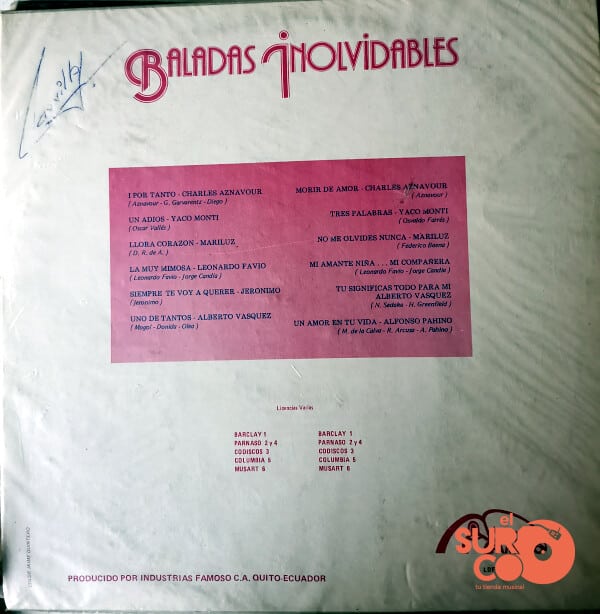 BALADAS INOLVIDABLES
I POR TANTO - CHARLES AZNAVOUR
( Aznavour - G. Garvarentz - Diego )
UN ADIOS - YACO MONTI
( Oscar Vallés )
LLORA CORAZON - MARILUZ
( D. R. de A. )
LA MUY MIMOSA - LEONARDO FAVIO
( Leonardo Favio - Jorge Candia )
SIEMPRE TE VOY A QUERER - JERONIMO
(Jeronimo )
UNO DE TANTOS - ALBERTO VASQUEZ
( Mogol - Donida - Olea )
MORIR DE AMOR - CHARLES AZNAVOUR
( Aznavour )
TRES PALABRAS - YACO MONTI
( Osvaldo Farrés )
NO ME OLVIDES NUNCA - MARILUZ
( Federico Baena )
MI AMANTE NIÑA . . . MI COMPAÑERA
( Leonardo Favio - Jorge Candia )
TU SIGNIFICAS TODO PARA MI
ALBERTO VASQUEZ
( N. Sedaka - H. Greenfield )
UN AMOR EN TU VIDA - ALFONSO PAHINO
( M. de la Calva - R. Arcusa - A. Pahino )
Licencias Varias
BARCLAY 1
PARNASO 2 y 4
CODISCOS 3
COLUMBIA 5
MUSART 6
BARCLAY 1
PARNASO 2 y 4
CODISCOS 3
COLUMBIA 5
MUSART 6
PRODUCIDO POR INDUSTRIAS FAMOSO C.A. QUITO-ECUADOR
el
SURCO
tu tienda musical